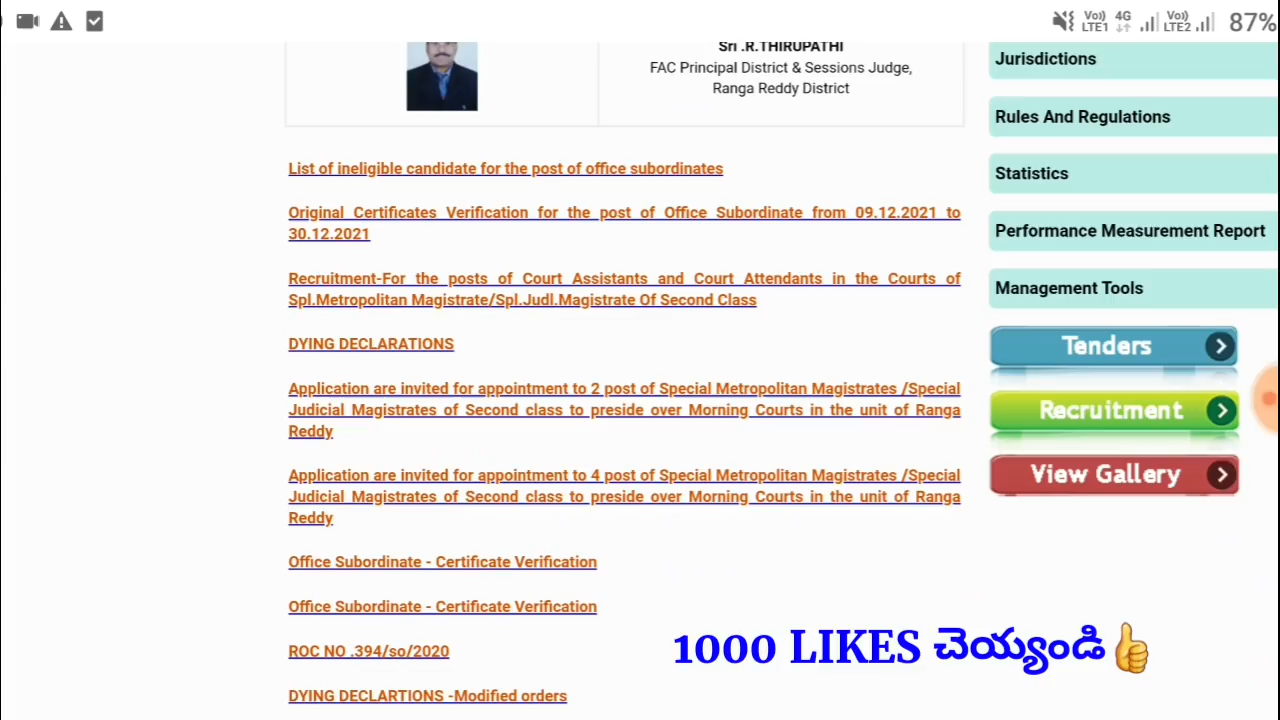 Vo)) 4G Vo)) 87%
LTE1 LTE2
Sri .R.THIRUPATHI
FAC Principal District & Sessions Judge,
Ranga Reddy District
Jurisdictions
Rules And Regulations
Statistics
Performance Measurement Report
Management Tools
Tenders
Recruitment
View Gallery
List of ineligible candidate for the post of office subordinates
Original Certificates Verification for the post of Office Subordinate from 09.12.2021 to
30.12.2021
Recruitment-For the posts of Court Assistants and Court Attendants in the Courts of
Spl.Metropolitan Magistrate/Spl.Judl.Magistrate Of Second Class
DYING DECLARATIONS
Application are invited for appointment to 2 post of Special Metropolitan Magistrates /Special
Judicial Magistrates of Second class to preside over Morning Courts in the unit of Ranga
Reddy
Application are invited for appointment to 4 post of Special Metropolitan Magistrates /Special
Judicial Magistrates of Second class to preside over Morning Courts in the unit of Ranga
Reddy
Office Subordinate - Certificate Verification
Office Subordinate - Certificate Verification
ROC NO .394/so/2020
DYING DECLARTIONS -Modified orders
1000 LIKES చెయ్యండి👍